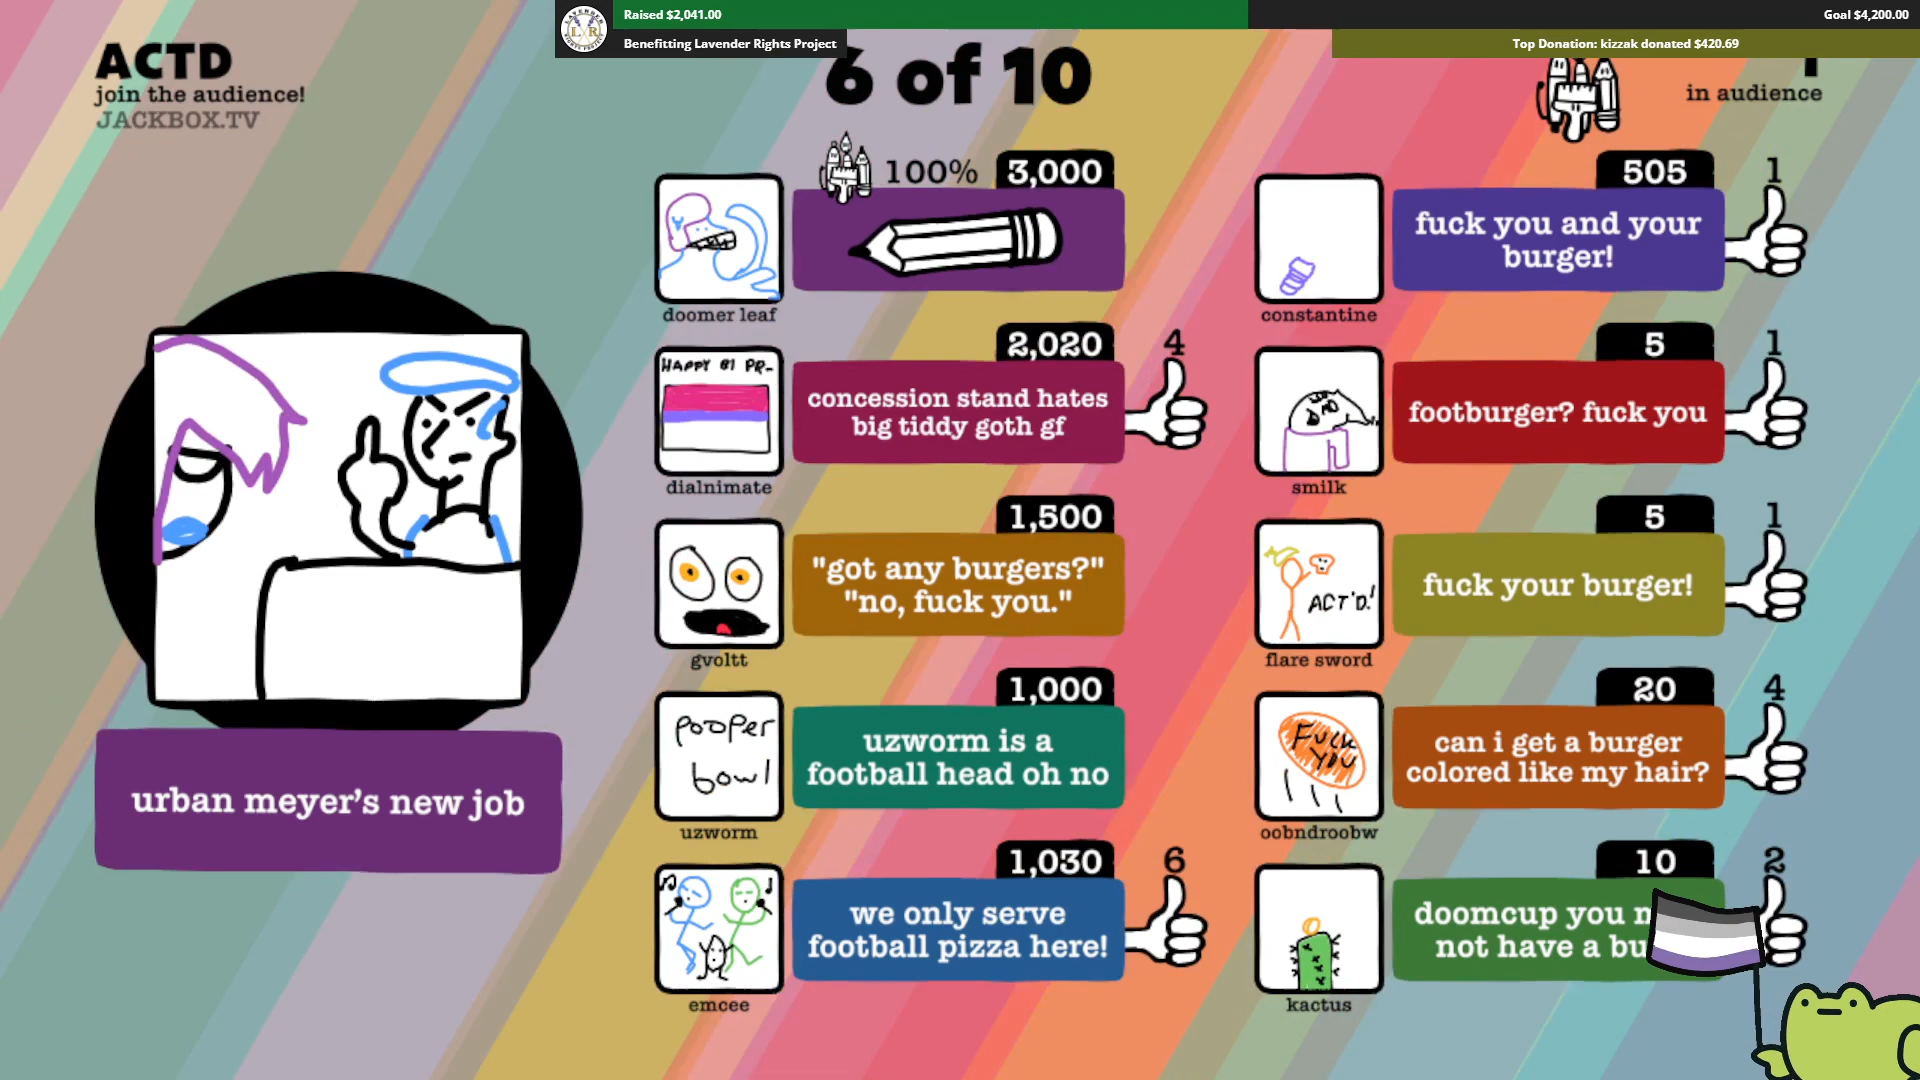 Raised $2,041.00
Goal $4,200.00
Benefitting Lavender Rights Project
Top Donation: kizzak donated $420.69
ACTD
join the audience!
JACKBOX.TV
6 of 10
in audience
urban meyer's new job
100%
3,000
doomer leaf
2,020
4
HAPPY BI PR-
concession stand hates
big tiddy goth gf
dialnimate
1,500
"got any burgers?"
"no, fuck you."
gvoltt
1,000
pooper
bowl
uzworm is a
football head oh no
uzworm
1,030
6
we only serve
football pizza here!
emcee
505
1
fuck you and your
burger!
constantine
5
1
footburger? fuck you
smilk
5
1
ACT'D!
fuck your burger!
flare sword
20
4
FUCK
YOU
can i get a burger
colored like my hair?
oobndroobw
10
2
doomcup you
not have a
kactus